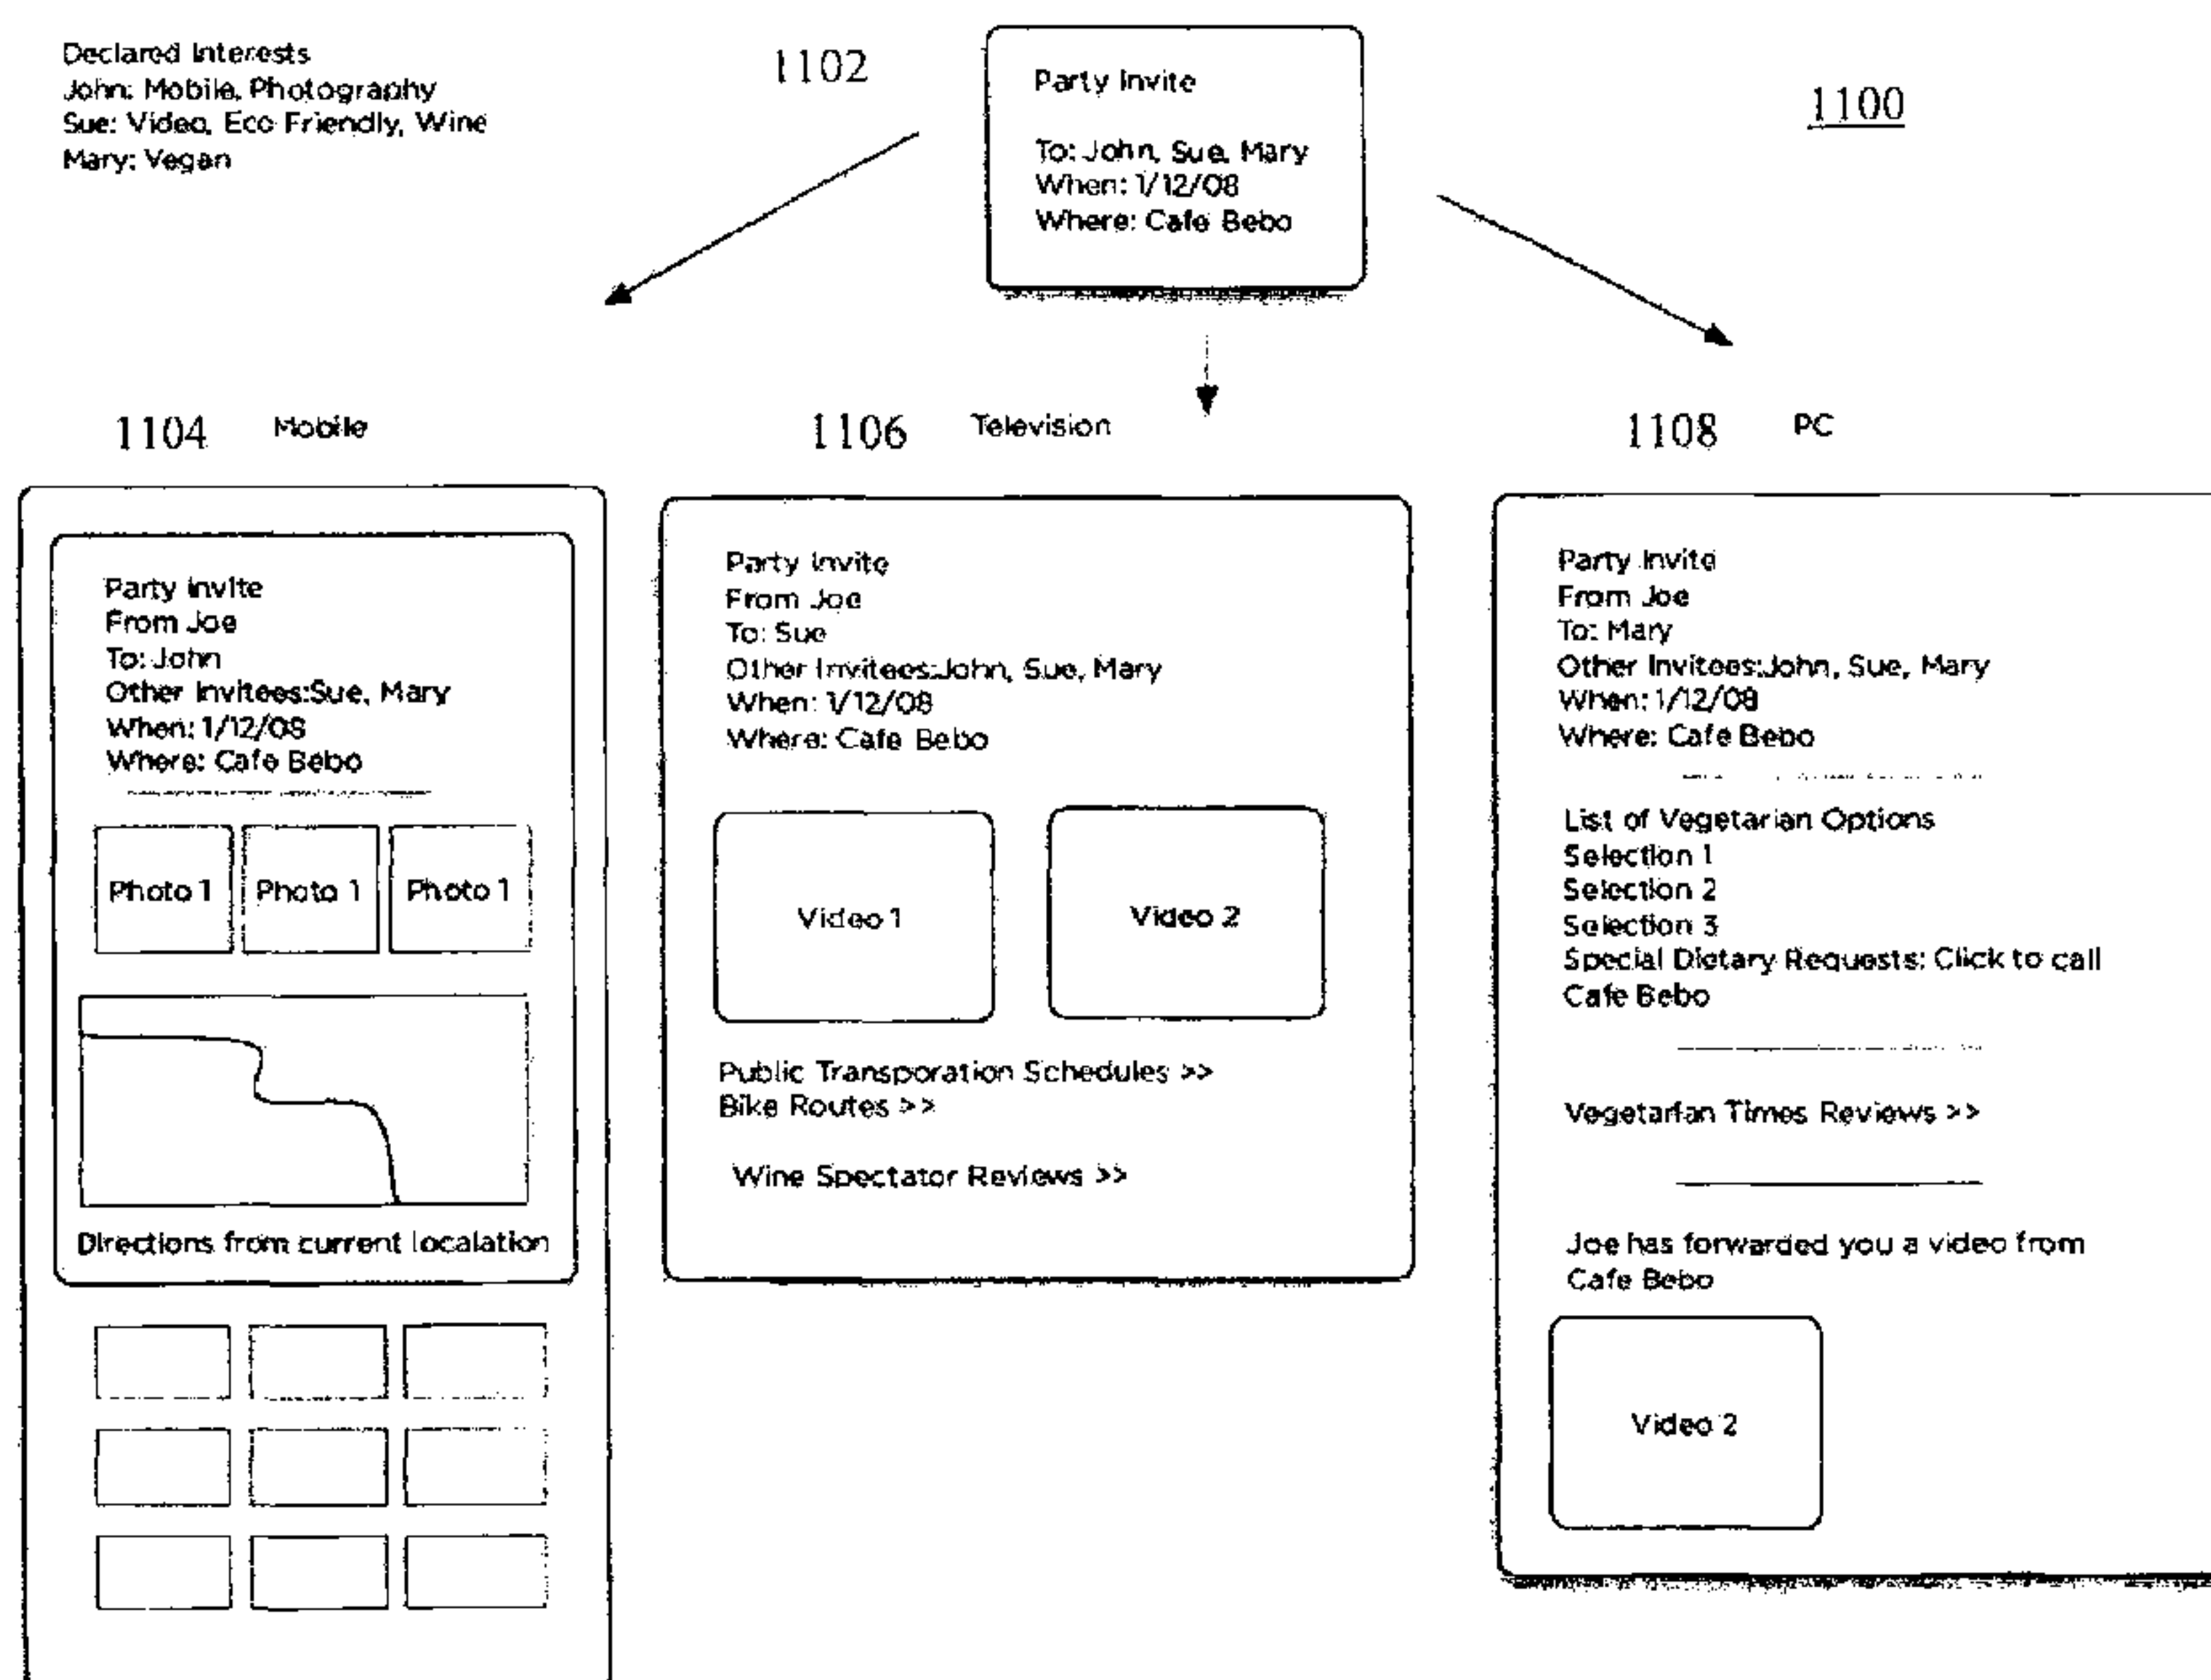 Declared Interests
John: Mobile, Photography
Sue: Video, Eco Friendly, Wine
Mary: Vegan
1102
Party Invite
To: John, Sue, Mary
When: 1/12/08
Where: Cafe Bebo
1100
1104 Mobile
Party Invite
From Joe
To: John
Other Invitees:Sue, Mary
When: 1/12/08
Where: Cafe Bebo
Photo 1 Photo 1 Photo 1
Directions from current localation
1106 Television
Party Invite
From Joe
To: Sue
Other Invitees:John, Sue, Mary
When: 1/12/08
Where: Cafe Bebo
Video 1 Video 2
Public Transporation Schedules >>
Bike Routes >>
Wine Spectator Reviews >>
1108 PC
Party Invite
From Joe
To: Mary
Other Invitees:John, Sue, Mary
When: 1/12/08
Where: Cafe Bebo
List of Vegetarian Options
Selection 1
Selection 2
Selection 3
Special Dietary Requests: Click to call
Cafe Bebo
Vegetarian Times Reviews >>
Joe has forwarded you a video from
Cafe Bebo
Video 2